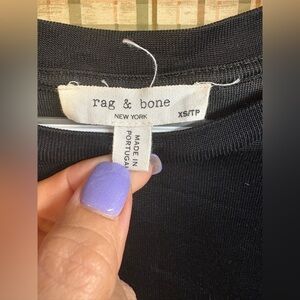 rag & bone
NEW YORK
XS/TP
MADE IN
PORTUGAL